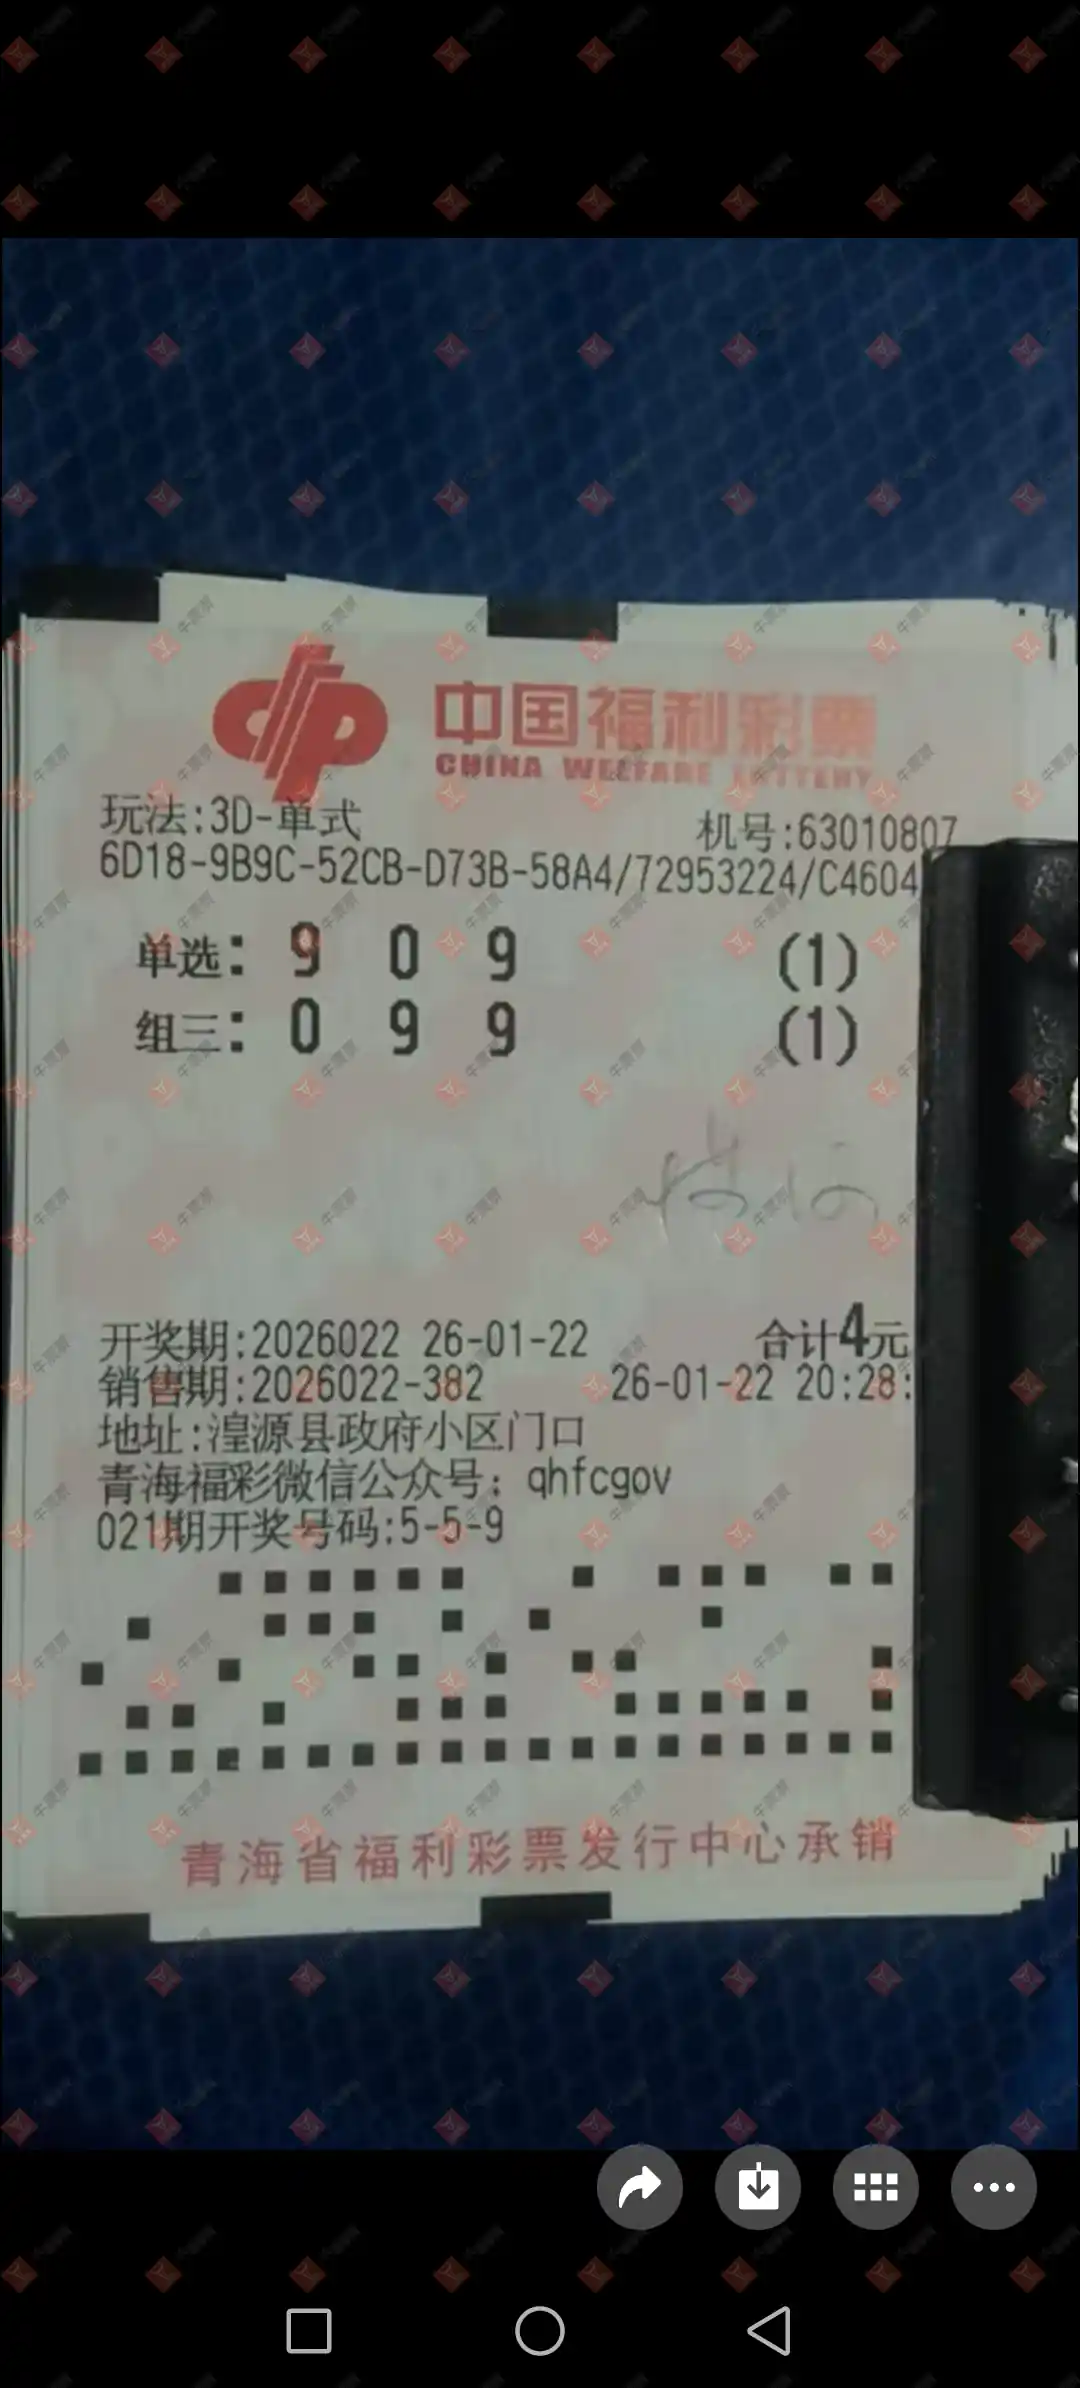 中国福利彩票
CHINA WELFARE LOTTERY
玩法:3D-单式
机号:63010807
6D18-9B9C-52CB-D73B-58A4/72953224/C4604
单选: 9 0 9 (1)
组三: 0 9 9 (1)
开奖期:2026022 26-01-22 合计4元
销售期:2026022-382 26-01-22 20:28:
地址:湟源县政府小区门口
青海福彩微信公众号: qhfcgov
021期开奖号码:5-5-9
青海省福利彩票发行中心承销